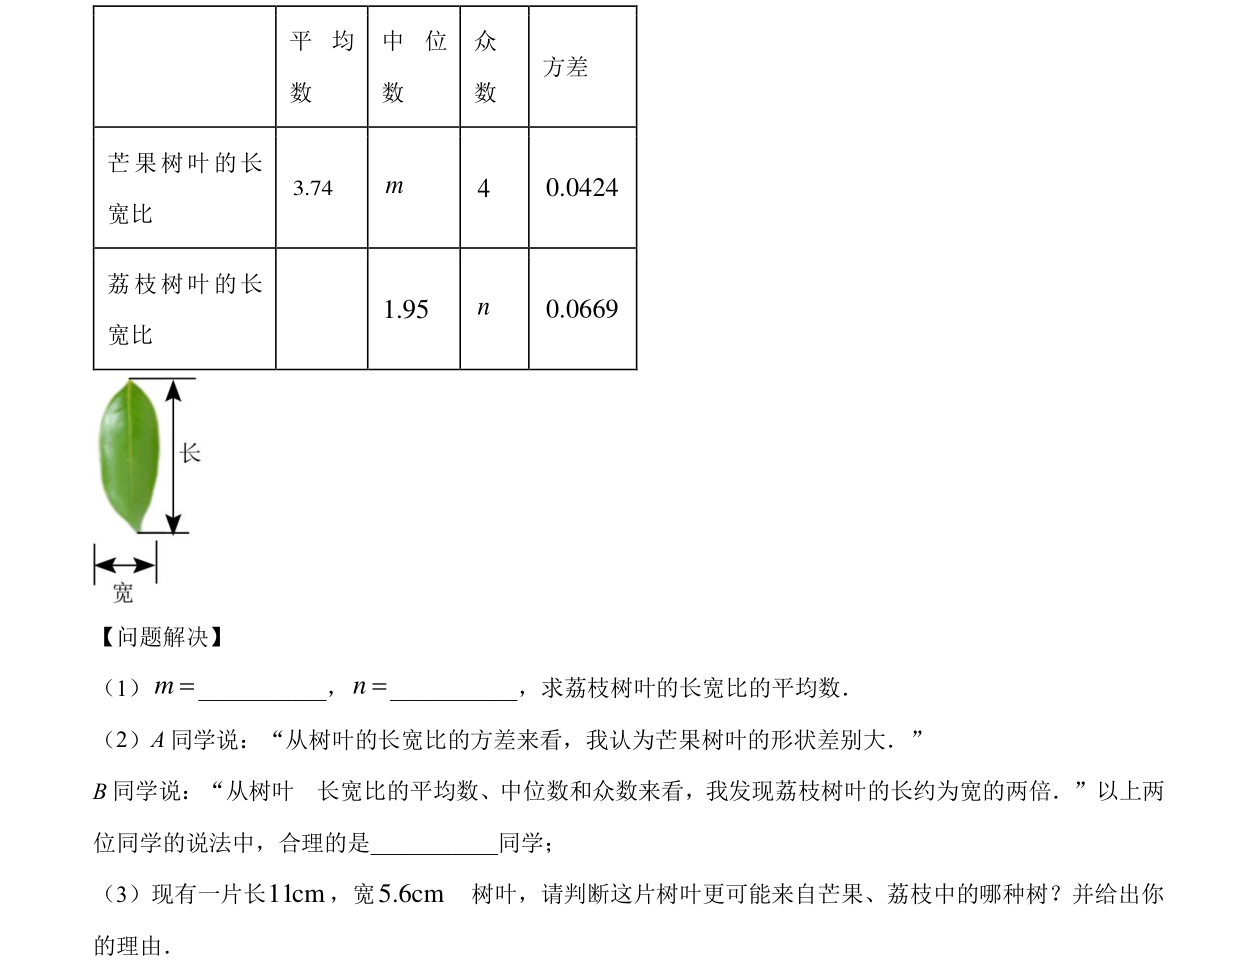 平均数 中位数 众数 方差
芒果树叶的长宽比 3.74 m 4 0.0424
荔枝树叶的长宽比 1.95 n 0.0669
长
宽
【问题解决】
（1）m＝___________，n＝___________，求荔枝树叶的长宽比的平均数．
（2）A 同学说：“从树叶的长宽比的方差来看，我认为芒果树叶的形状差别大．”
B 同学说：“从树叶 长宽比的平均数、中位数和众数来看，我发现荔枝树叶的长约为宽的两倍．”以上两
位同学的说法中，合理的是___________同学；
（3）现有一片长11cm，宽5.6cm 树叶，请判断这片树叶更可能来自芒果、荔枝中的哪种树？并给出你
的理由．